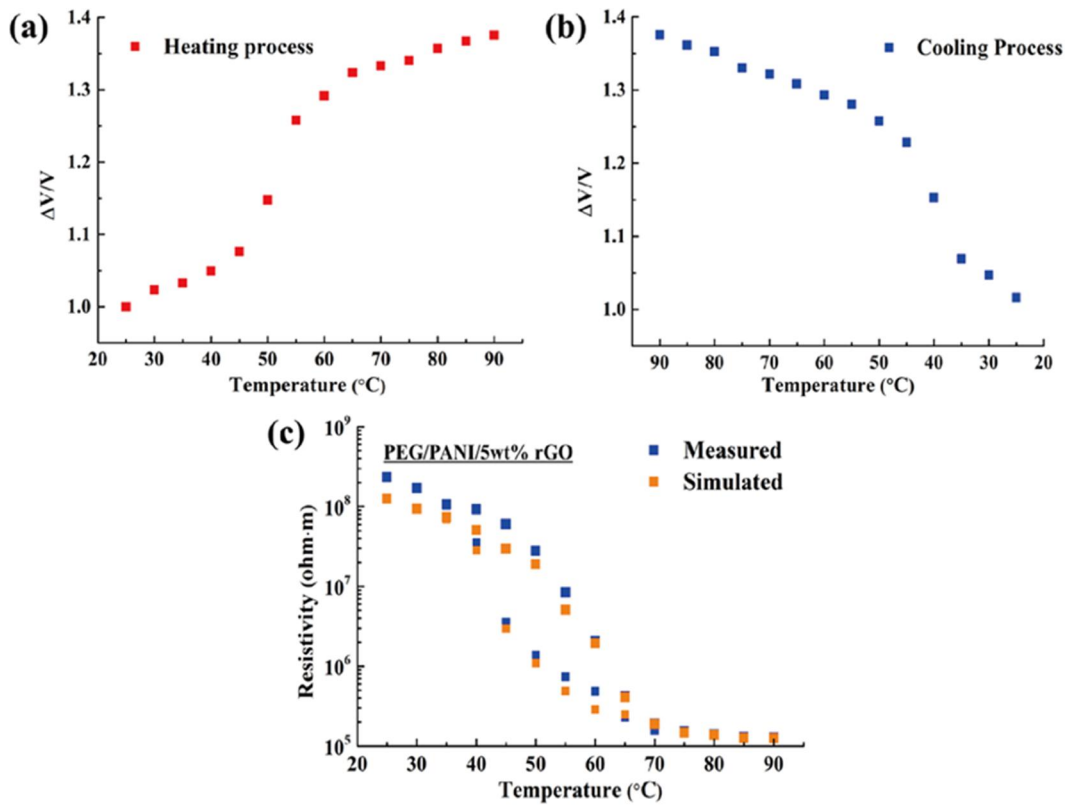 (a)
Heating process
1.4
1.3
1.2
1.1
1.0
ΔV/V
20 30 40 50 60 70 80 90
Temperature (°C)
(b)
Cooling Process
1.4
1.3
1.2
1.1
1.0
ΔV/V
90 80 70 60 50 40 30 20
Temperature (°C)
(c)
PEG/PANI/5wt% rGO
Measured
Simulated
10⁹
10⁸
10⁷
10⁶
10⁵
Resistivity (ohm·m)
20 30 40 50 60 70 80 90
Temperature (°C)